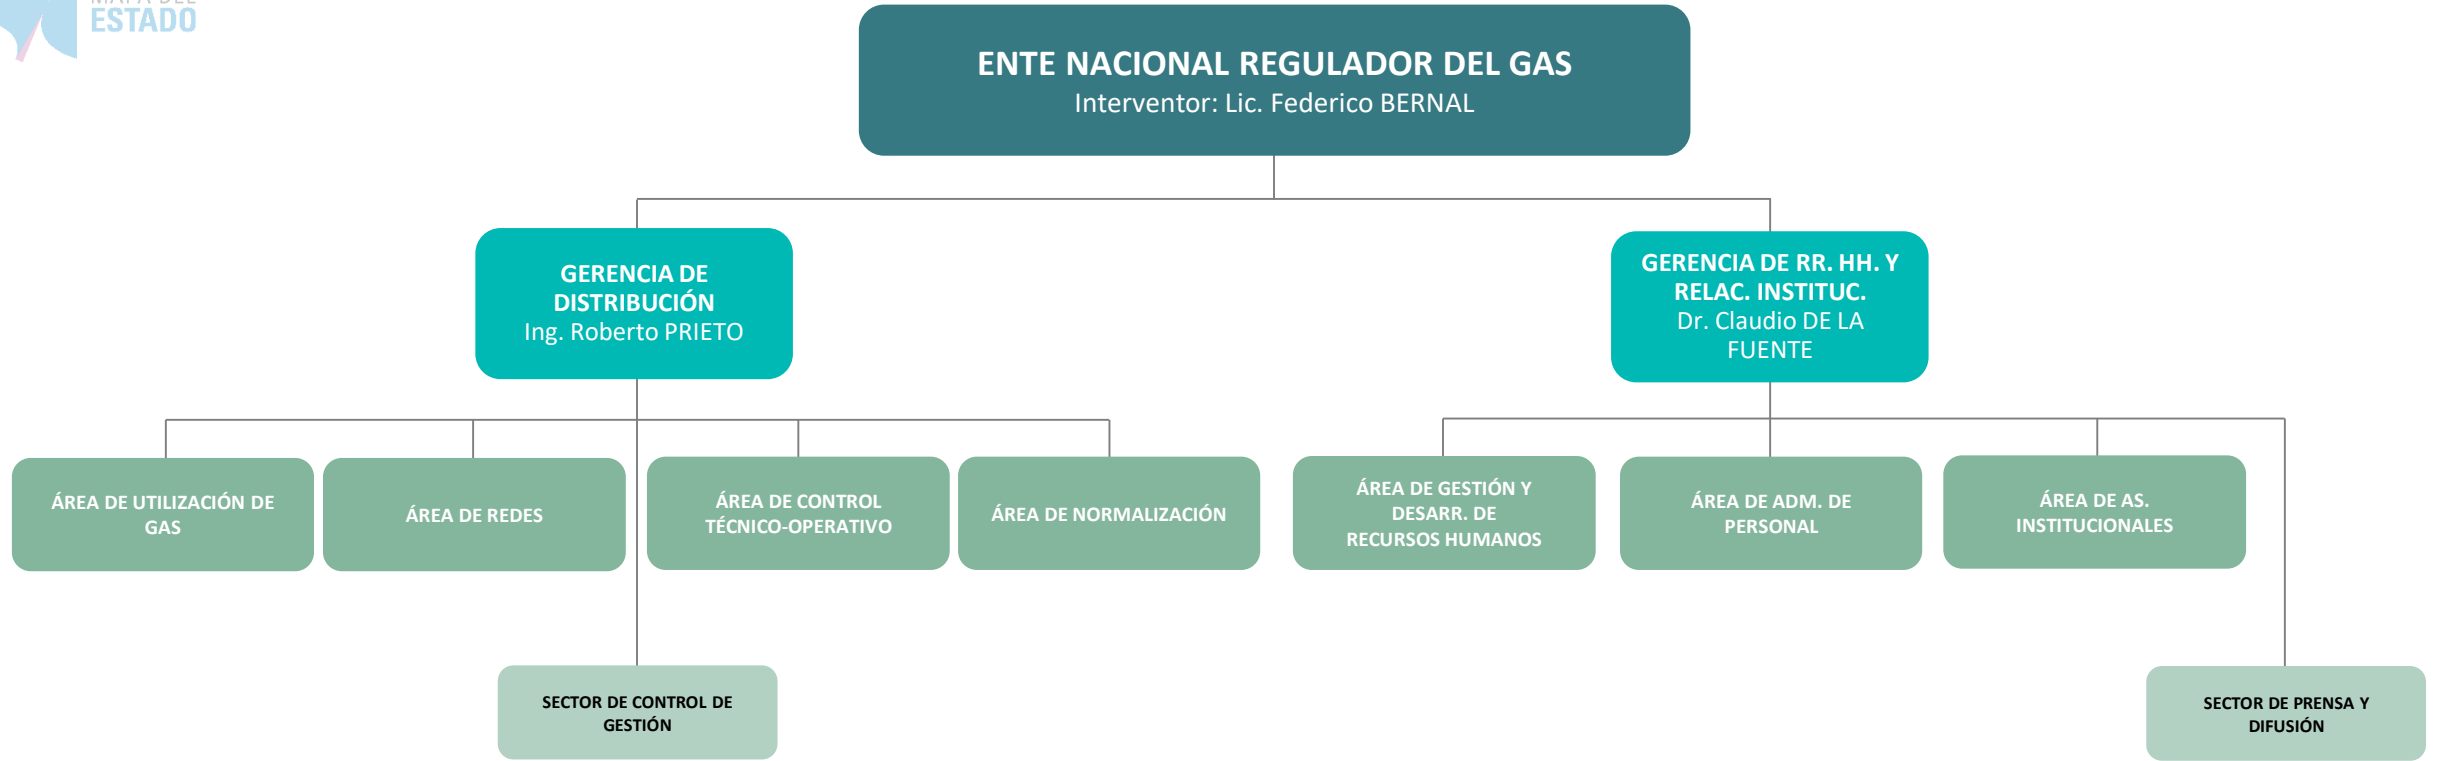 MAPA DEL
ESTADO
ENTE NACIONAL REGULADOR DEL GAS
Interventor: Lic. Federico BERNAL
GERENCIA DE
DISTRIBUCIÓN
Ing. Roberto PRIETO
GERENCIA DE RR. HH. Y
RELAC. INSTITUC.
Dr. Claudio DE LA
FUENTE
ÁREA DE UTILIZACIÓN DE
GAS
ÁREA DE REDES
ÁREA DE CONTROL
TÉCNICO-OPERATIVO
ÁREA DE NORMALIZACIÓN
ÁREA DE GESTIÓN Y
DESARR. DE
RECURSOS HUMANOS
ÁREA DE ADM. DE
PERSONAL
ÁREA DE AS.
INSTITUCIONALES
SECTOR DE CONTROL DE
GESTIÓN
SECTOR DE PRENSA Y
DIFUSIÓN